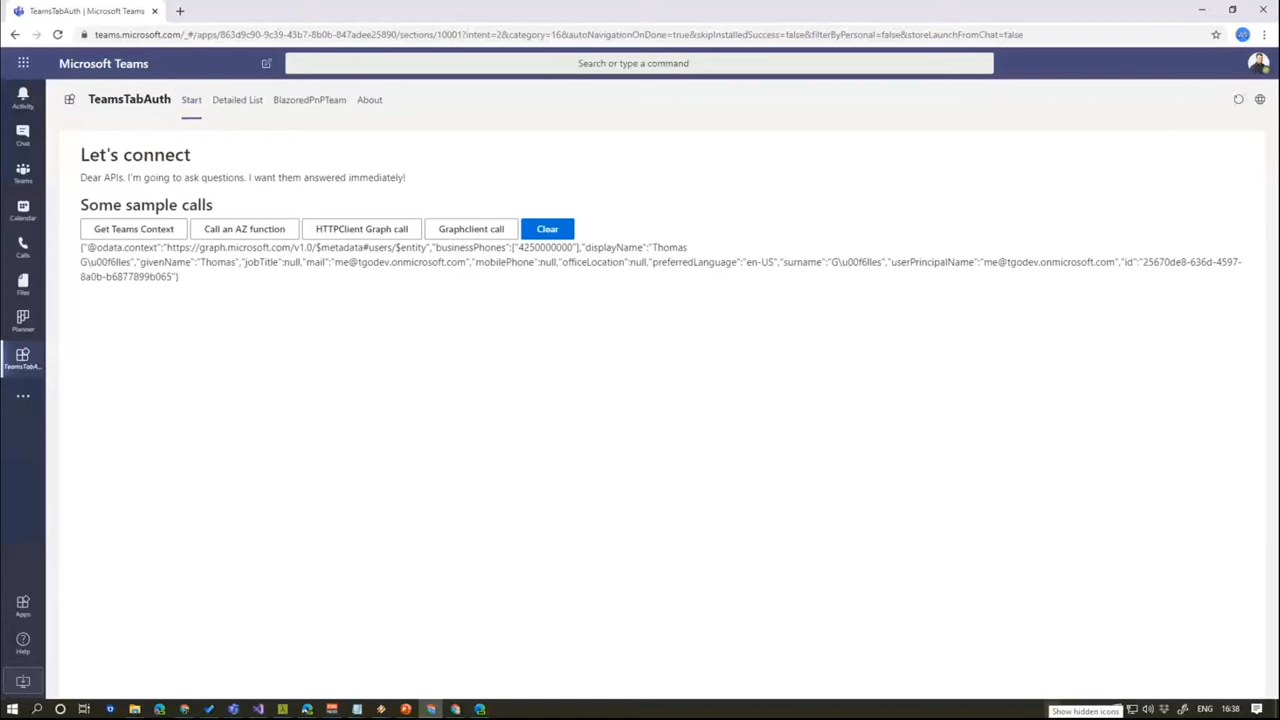 TeamsTabAuth | Microsoft Teams
teams.microsoft.com/_#/apps/863d9c90-9c39-43b7-8b0b-847adee25890/sections/10001?intent=2&category=16&autoNavigationOnDone=true&skipInstalledSuccess=false&filterByPersonal=false&storeLaunchFromChat=false
Microsoft Teams
Search or type a command
Activity
Chat
Teams
Calendar
Calls
Files
Planner
TeamsTabA...
Apps
Help
TeamsTabAuth
Start
Detailed List
BlazoredPnPTeam
About
Let's connect
Dear APIs. I'm going to ask questions. I want them answered immediately!
Some sample calls
Get Teams Context
Call an AZ function
HTTPClient Graph call
Graphclient call
Clear
{"@odata.context":"https://graph.microsoft.com/v1.0/$metadata#users/$entity","businessPhones":["4250000000"],"displayName":"Thomas
G\u00f6lles","givenName":"Thomas","jobTitle":null,"mail":"me@tgodev.onmicrosoft.com","mobilePhone":null,"officeLocation":null,"preferredLanguage":"en-US","surname":"G\u00f6lles","userPrincipalName":"me@tgodev.onmicrosoft.com","id":"25670de8-636d-4597-
8a0b-b6877899b065"}
Show hidden icons
ENG
16:38